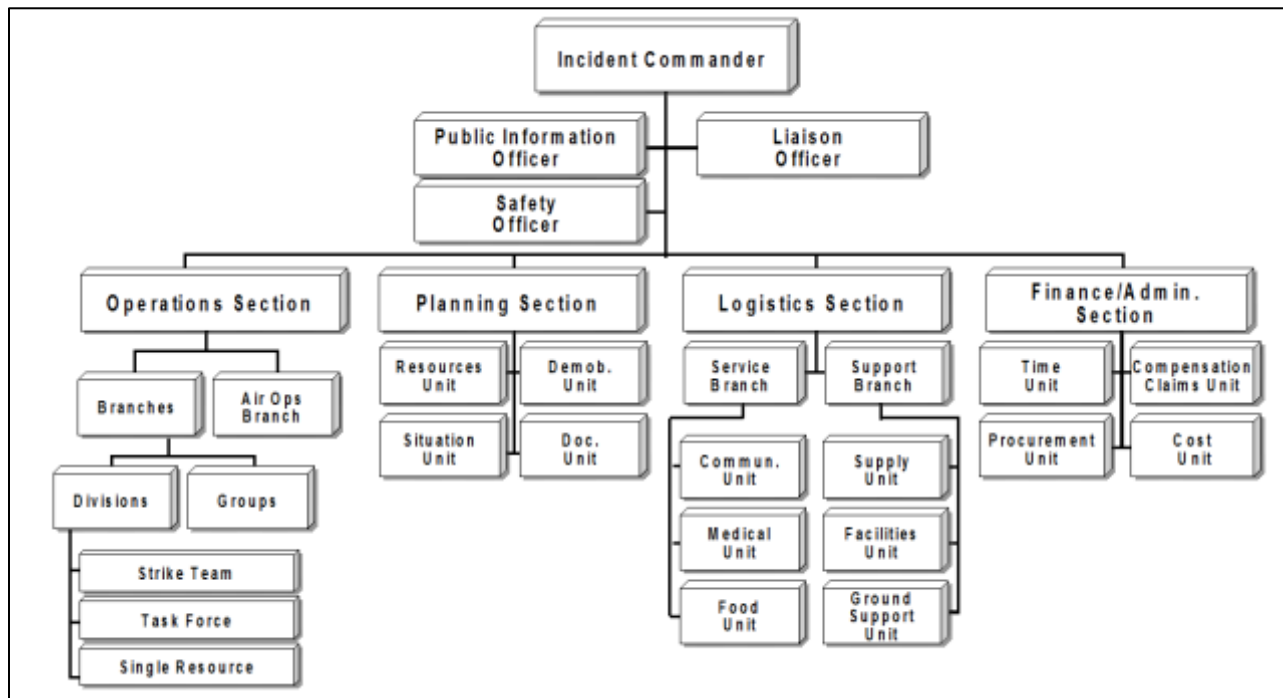 Incident Commander
Public Information
Officer
Liaison
Officer
Safety
Officer
Operations Section
Planning Section
Logistics Section
Finance/Admin.
Section
Branches
Air Ops
Branch
Divisions
Groups
Strike Team
Task Force
Single Resource
Resources
Unit
Demob.
Unit
Situation
Unit
Doc.
Unit
Service
Branch
Support
Branch
Commun.
Unit
Supply
Unit
Medical
Unit
Facilities
Unit
Food
Unit
Ground
Support
Unit
Time
Unit
Compensation
Claims Unit
Procurement
Unit
Cost
Unit